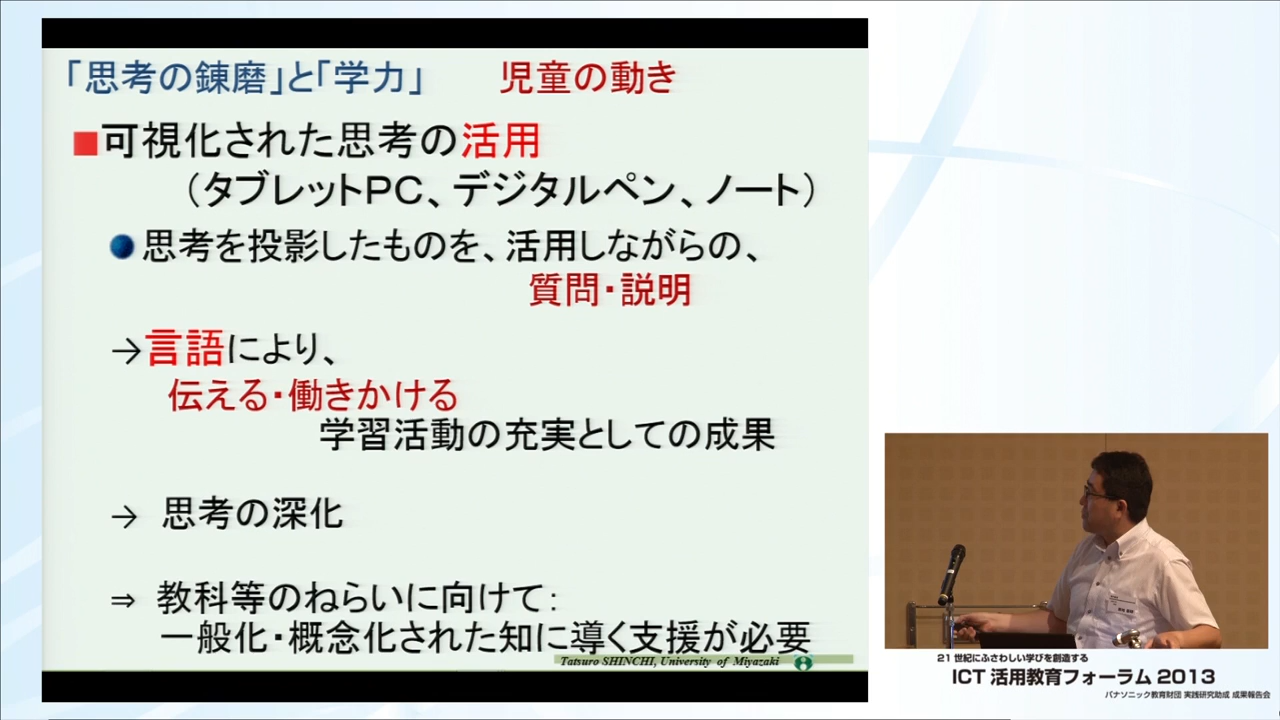 「思考の錬磨」と「学力」 児童の動き
■可視化された思考の活用
（タブレットPC、デジタルペン、ノート）
●思考を投影したものを、活用しながらの、
質問・説明
→言語により、
伝える・働きかける
学習活動の充実としての成果
→ 思考の深化
⇒ 教科等のねらいに向けて：
一般化・概念化された知に導く支援が必要
Tatsuro SHINCHI, University of Miyazaki
21 世紀にふさわしい学びを創造する
ICT 活用教育フォーラム 2013
パナソニック教育財団 実践研究助成 成果報告会